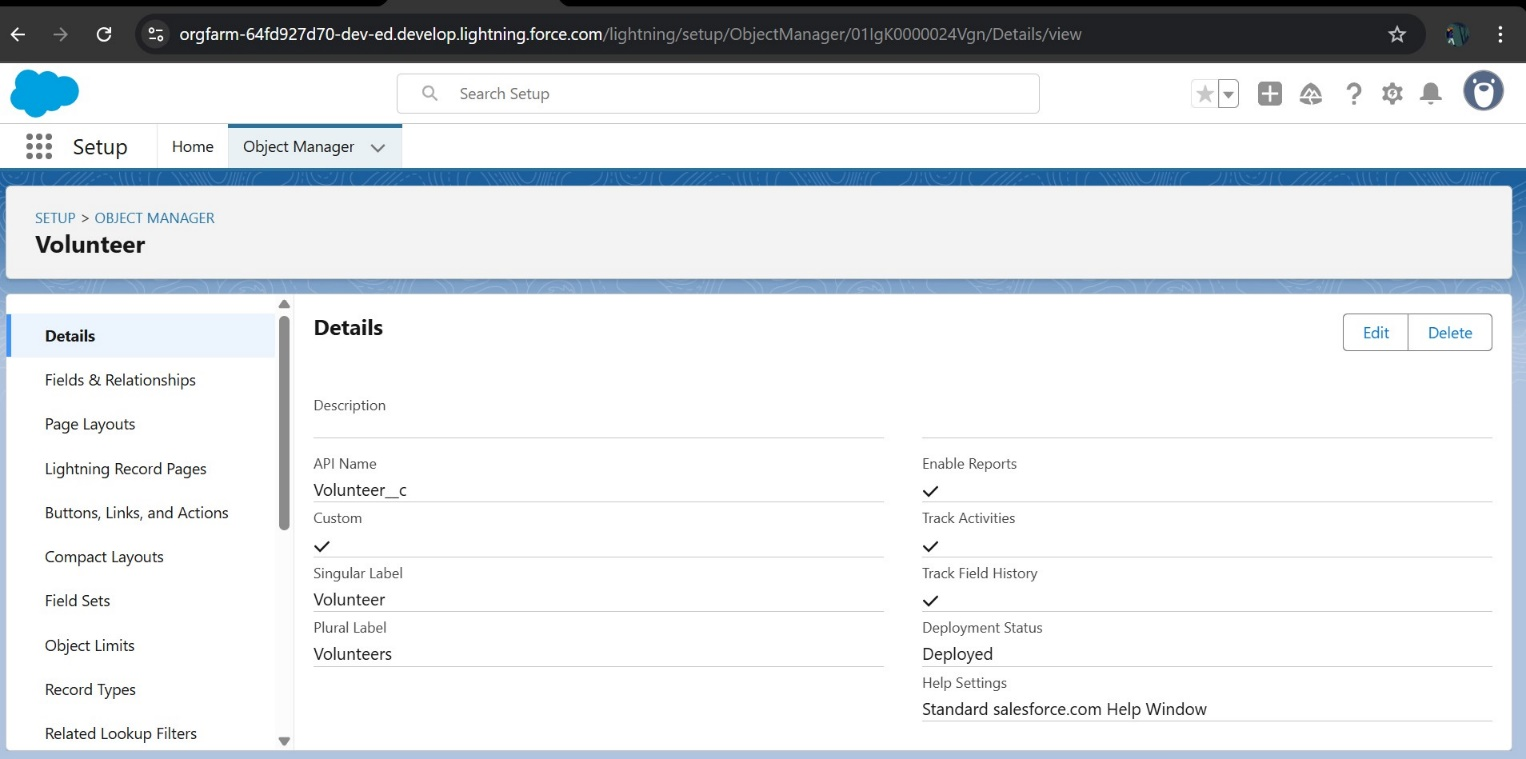 orgfarm-64fd927d70-dev-ed.develop.lightning.force.com/lightning/setup/ObjectManager/01IgK0000024Vgn/Details/view
Search Setup
Setup
Home
Object Manager
SETUP > OBJECT MANAGER
Volunteer
Details
Fields & Relationships
Page Layouts
Lightning Record Pages
Buttons, Links, and Actions
Compact Layouts
Field Sets
Object Limits
Record Types
Related Lookup Filters
Details
Edit
Delete
Description
API Name
Volunteer__c
Custom
Singular Label
Volunteer
Plural Label
Volunteers
Enable Reports
Track Activities
Track Field History
Deployment Status
Deployed
Help Settings
Standard salesforce.com Help Window